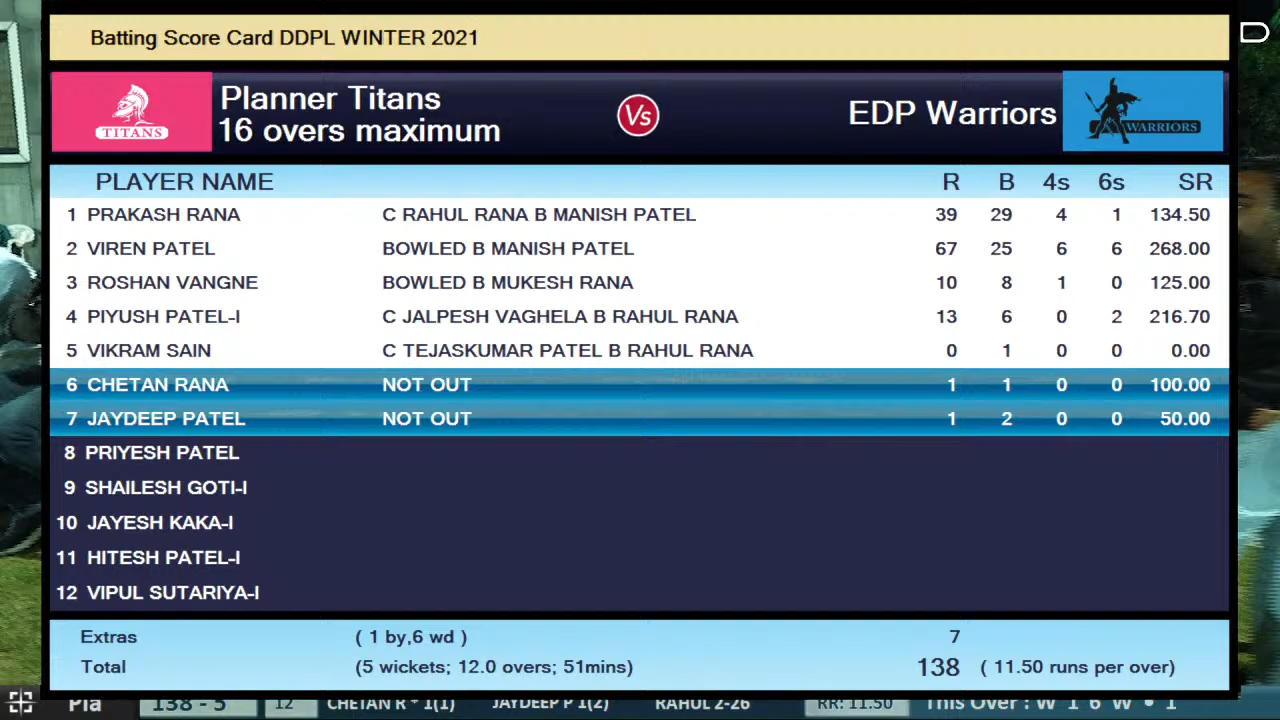 Batting Score Card DDPL WINTER 2021
TITANS
Planner Titans
16 overs maximum
Vs
EDP Warriors
WARRIORS
PLAYER NAME R B 4s 6s SR
1 PRAKASH RANA C RAHUL RANA B MANISH PATEL 39 29 4 1 134.50
2 VIREN PATEL BOWLED B MANISH PATEL 67 25 6 6 268.00
3 ROSHAN VANGNE BOWLED B MUKESH RANA 10 8 1 0 125.00
4 PIYUSH PATEL-I C JALPESH VAGHELA B RAHUL RANA 13 6 0 2 216.70
5 VIKRAM SAIN C TEJASKUMAR PATEL B RAHUL RANA 0 1 0 0 0.00
6 CHETAN RANA NOT OUT 1 1 0 0 100.00
7 JAYDEEP PATEL NOT OUT 1 2 0 0 50.00
8 PRIYESH PATEL
9 SHAILESH GOTI-I
10 JAYESH KAKA-I
11 HITESH PATEL-I
12 VIPUL SUTARIYA-I
Extras ( 1 by,6 wd ) 7
Total (5 wickets; 12.0 overs; 51mins) 138 ( 11.50 runs per over)
Pla 138 - 5 12 CHETAN R * 1(1) JAYDEEP P 1(2) RAHUL 2-26 RR: 11.50 This Over : W 1 6 W • 1